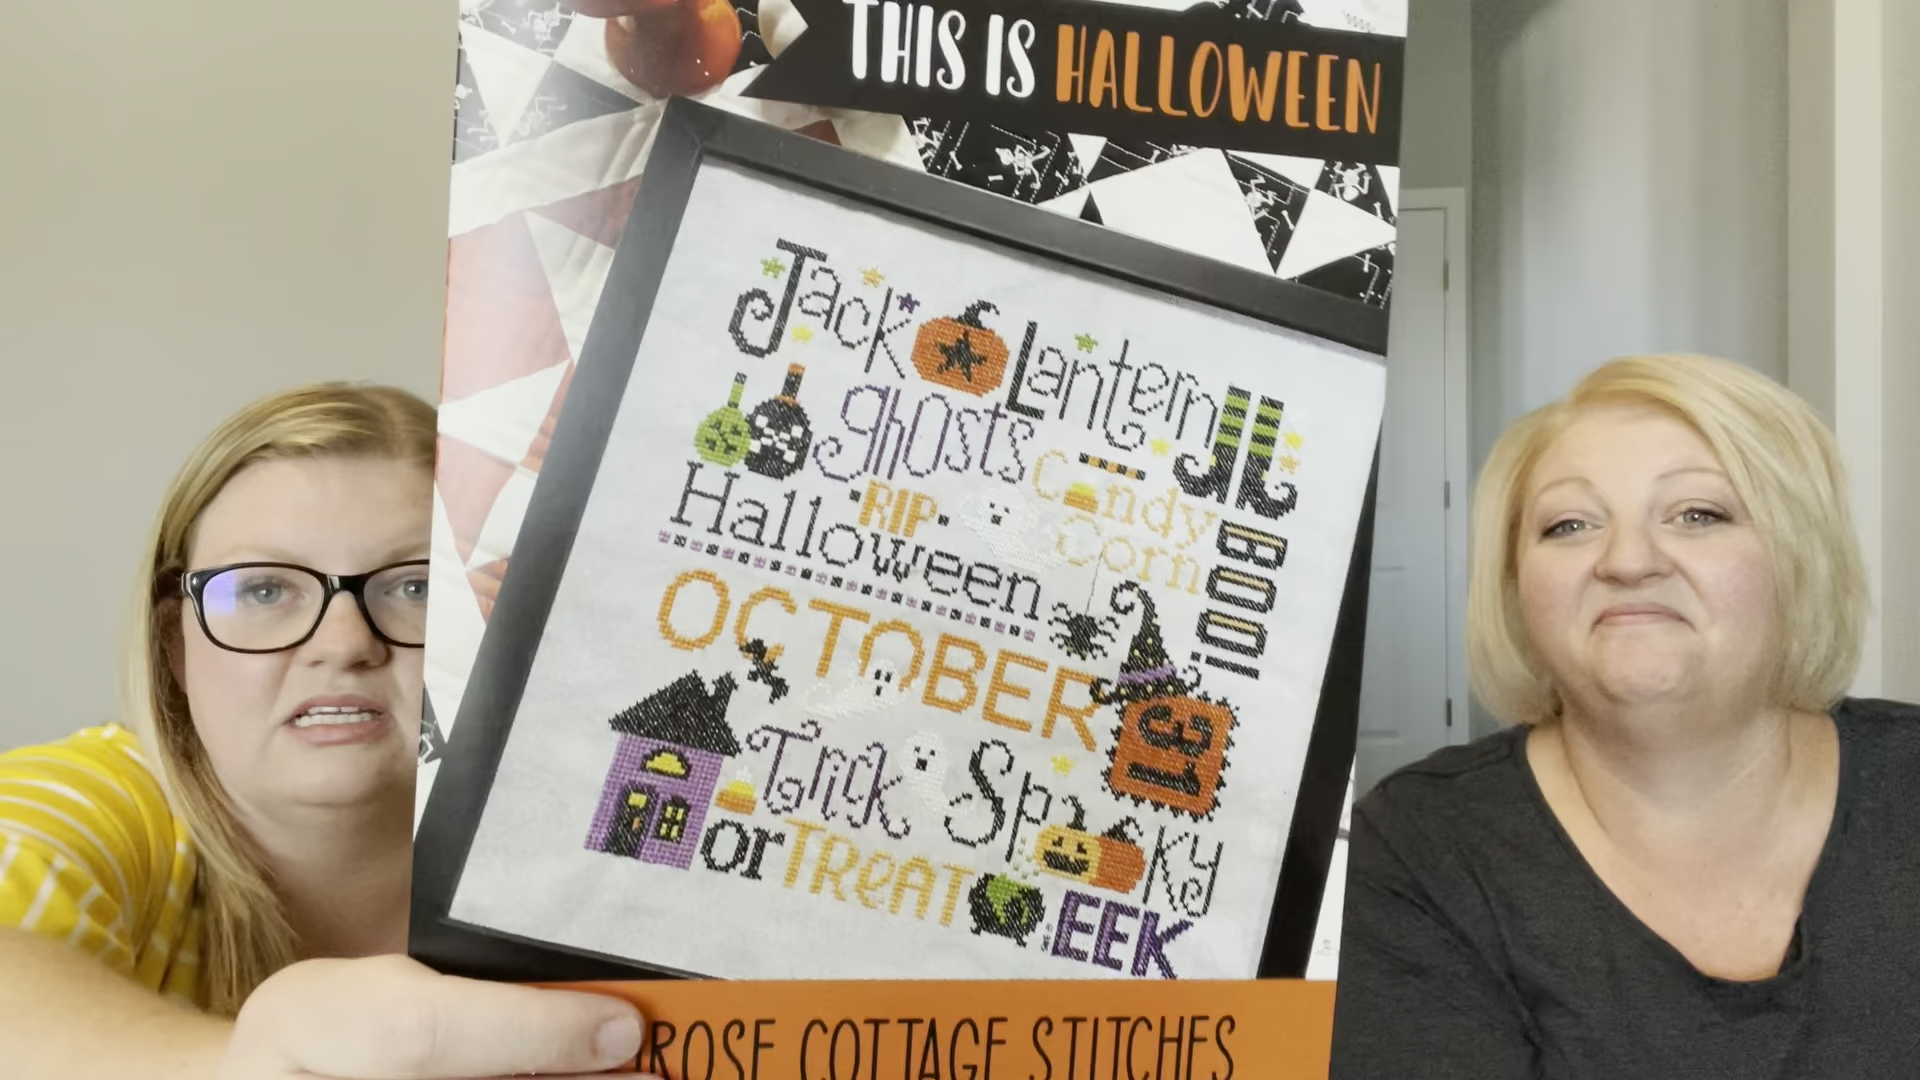 THIS IS HALLOWEEN
Jack Lantern
ghosts
Candy
Corn
RIP
Halloween
BOO!
OCTOBER
31
Trick Spooky
or TREAT
EEK
ROSE COTTAGE STITCHES